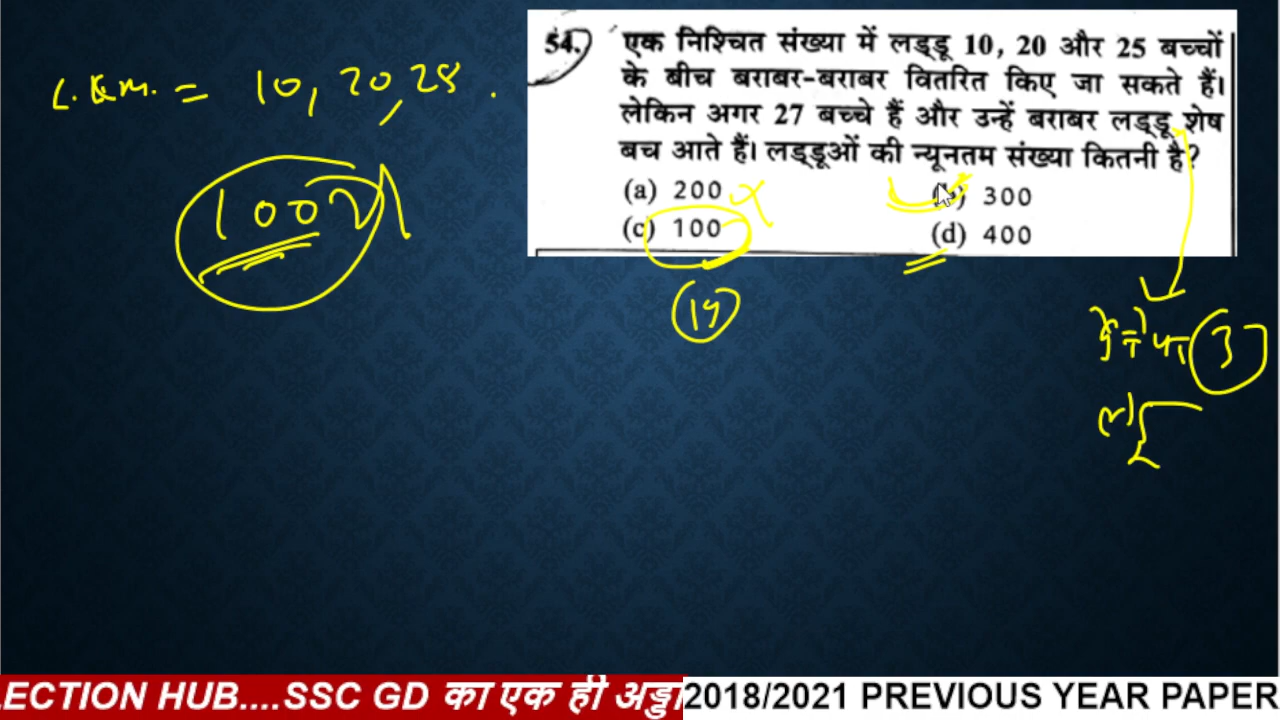 L.C.M. = 10, 20, 25 .
100
54. एक निश्चित संख्या में लड्डू 10, 20 और 25 बच्चों
के बीच बराबर-बराबर वितरित किए जा सकते हैं।
लेकिन अगर 27 बच्चे हैं और उन्हें बराबर लड्डू शेष
बच आते हैं। लड्डूओं की न्यूनतम संख्या कितनी है?
(a) 200
(b) 300
(c) 100
(d) 400
19
3
LECTION HUB....SSC GD का एक ही अड्डा 2018/2021 PREVIOUS YEAR PAPER